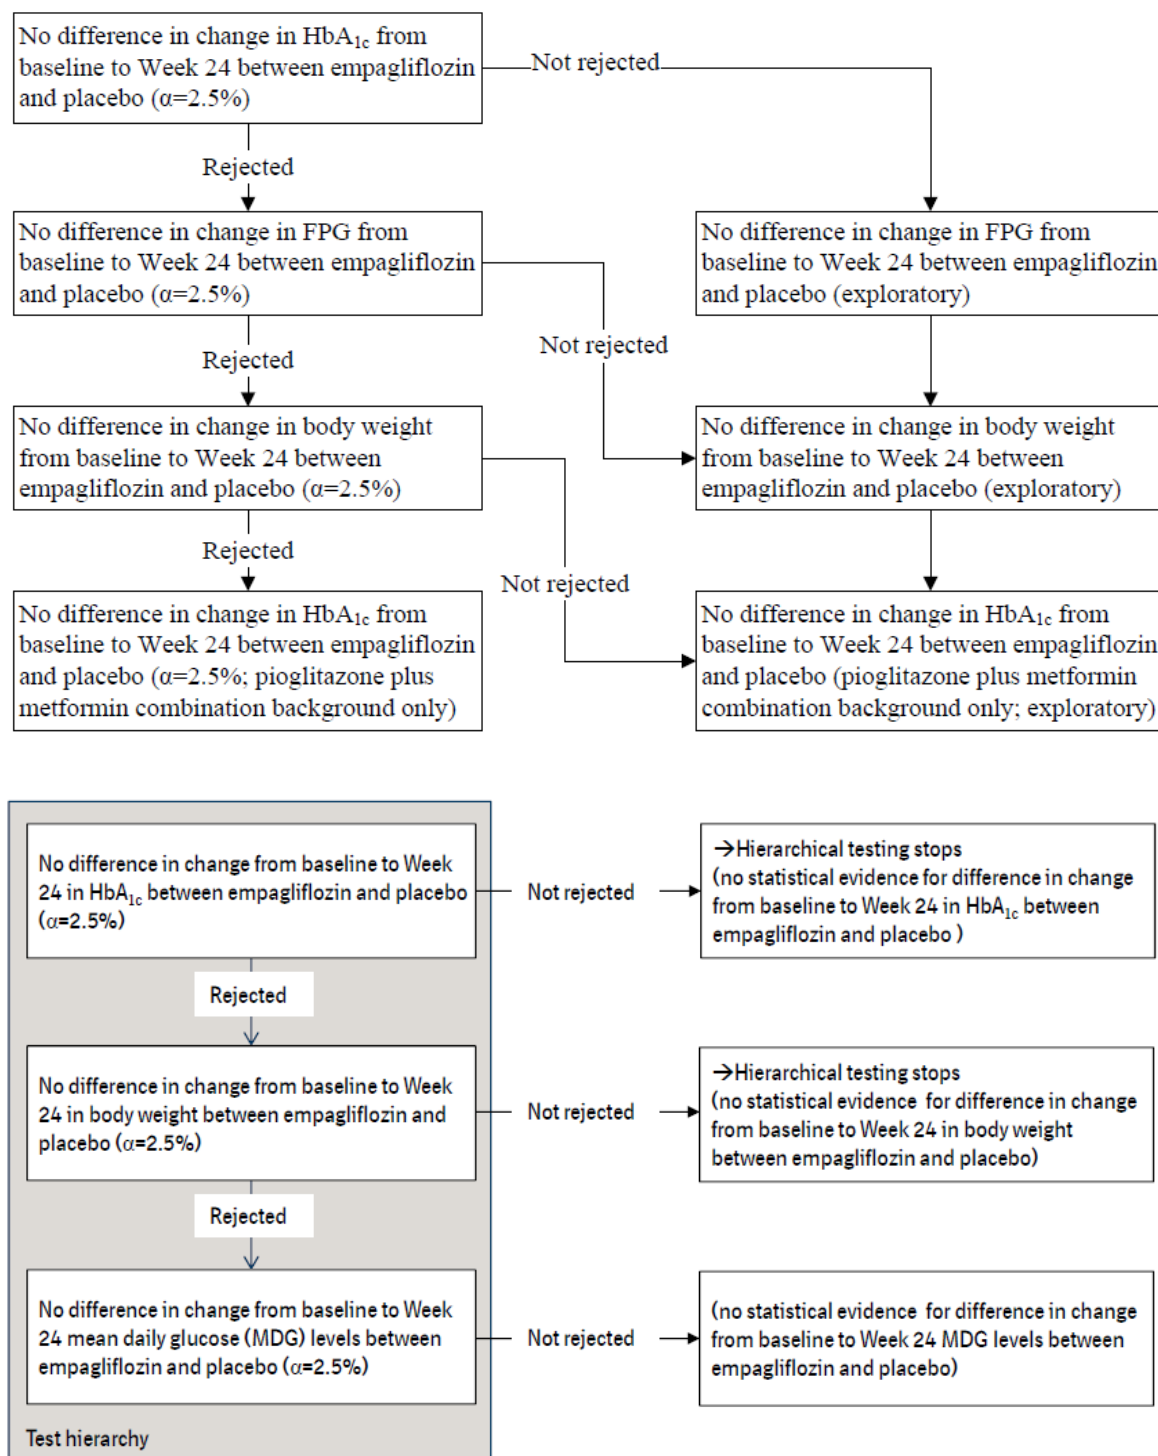 No difference in change in HbA1c from
baseline to Week 24 between empagliflozin
and placebo (α=2.5%)
Not rejected
Rejected
No difference in change in FPG from
baseline to Week 24 between empagliflozin
and placebo (α=2.5%)
No difference in change in FPG from
baseline to Week 24 between empagliflozin
and placebo (exploratory)
Not rejected
Rejected
No difference in change in body weight
from baseline to Week 24 between
empagliflozin and placebo (α=2.5%)
No difference in change in body weight
from baseline to Week 24 between
empagliflozin and placebo (exploratory)
Rejected
Not rejected
No difference in change in HbA1c from
baseline to Week 24 between empagliflozin
and placebo (α=2.5%; pioglitazone plus
metformin combination background only)
No difference in change in HbA1c from
baseline to Week 24 between empagliflozin
and placebo (pioglitazone plus metformin
combination background only; exploratory)
No difference in change from baseline to Week
24 in HbA1c between empagliflozin and placebo
(α=2.5%)
Not rejected
→Hierarchical testing stops
(no statistical evidence for difference in change
from baseline to Week 24 in HbA1c between
empagliflozin and placebo )
Rejected
No difference in change from baseline to Week
24 in body weight between empagliflozin and
placebo (α=2.5%)
Not rejected
→Hierarchical testing stops
(no statistical evidence for difference in change
from baseline to Week 24 in body weight
between empagliflozin and placebo)
Rejected
No difference in change from baseline to Week
24 mean daily glucose (MDG) levels between
empagliflozin and placebo (α=2.5%)
Not rejected
(no statistical evidence for difference in change
from baseline to Week 24 MDG levels between
empagliflozin and placebo)
Test hierarchy